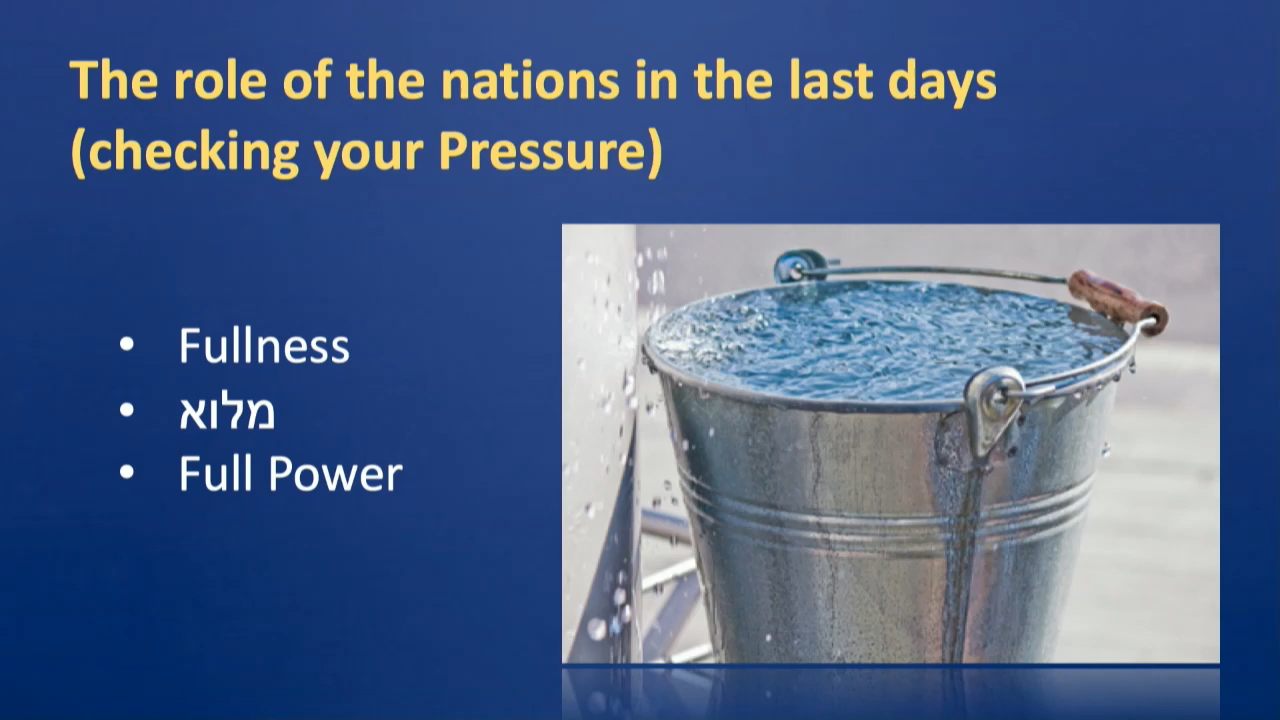 The role of the nations in the last days
(checking your Pressure)
• Fullness
• מלוא
• Full Power